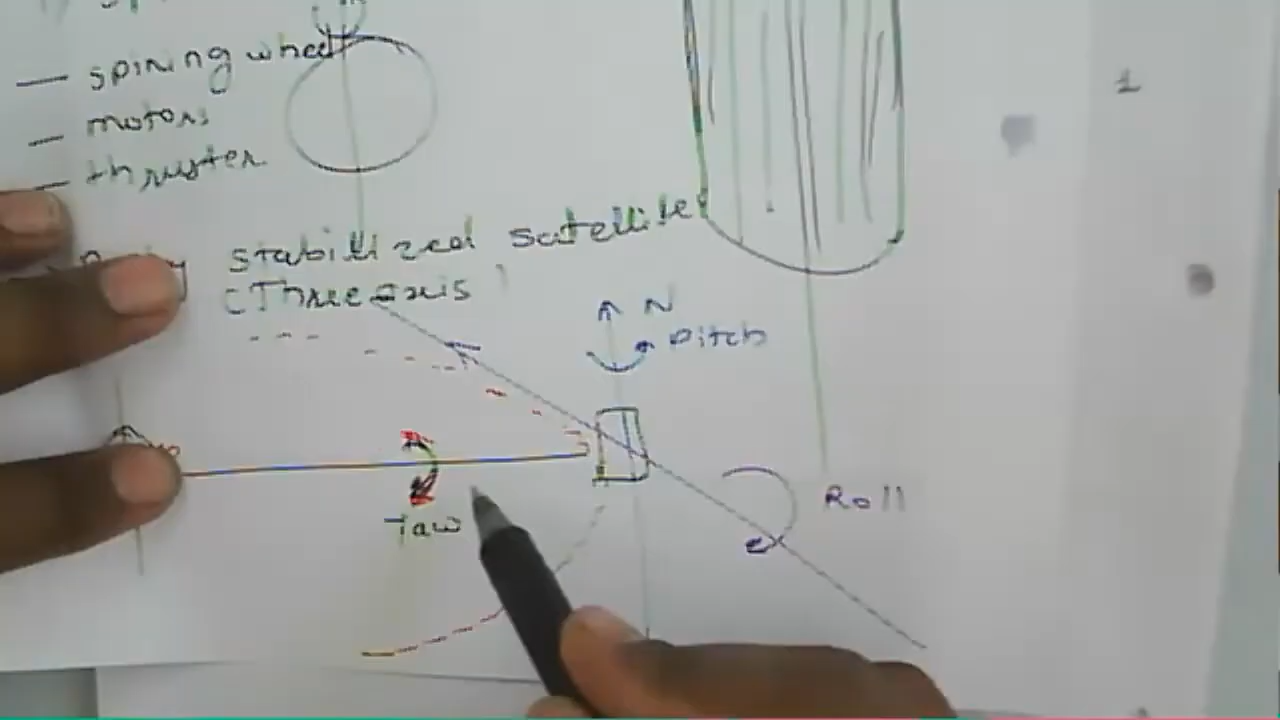 — spining wheel
— motors
— thruster
stabilized satellite
(Three axis)
N
Pitch
Roll
Yaw
1